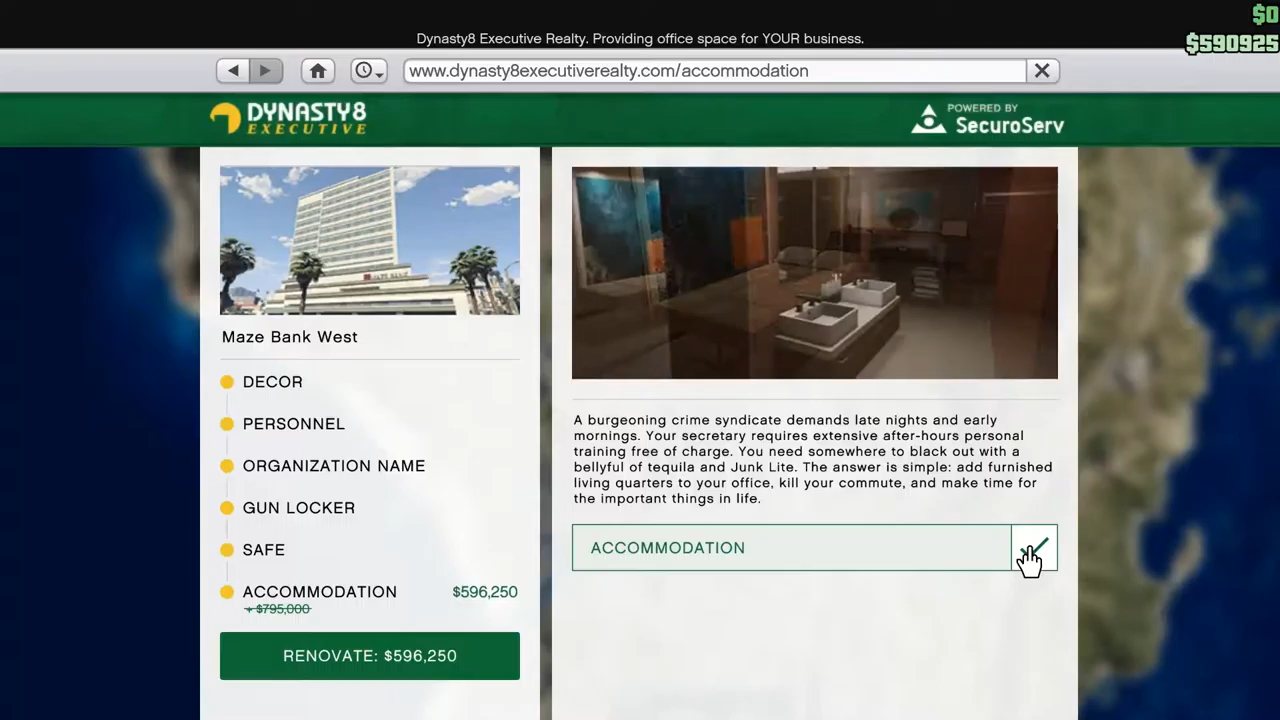 $0
Dynasty8 Executive Realty. Providing office space for YOUR business.
$590925
www.dynasty8executiverealty.com/accommodation
DYNASTY8
EXECUTIVE
POWERED BY
SecuroServ
MAZE BANK
Maze Bank West
DECOR
PERSONNEL
ORGANIZATION NAME
GUN LOCKER
SAFE
ACCOMMODATION $596,250
+ $795,000
RENOVATE: $596,250
A burgeoning crime syndicate demands late nights and early
mornings. Your secretary requires extensive after-hours personal
training free of charge. You need somewhere to black out with a
bellyful of tequila and Junk Lite. The answer is simple: add furnished
living quarters to your office, kill your commute, and make time for
the important things in life.
ACCOMMODATION